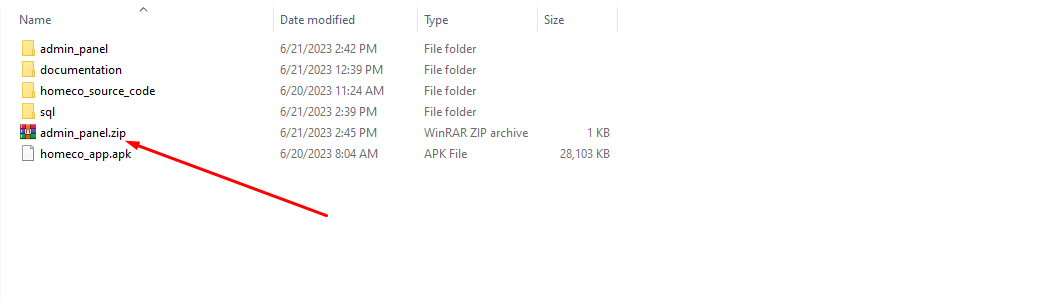 Name Date modified Type Size
admin_panel 6/21/2023 2:42 PM File folder
documentation 6/21/2023 12:39 PM File folder
homeco_source_code 6/20/2023 11:24 AM File folder
sql 6/21/2023 2:39 PM File folder
admin_panel.zip 6/21/2023 2:45 PM WinRAR ZIP archive 1 KB
homeco_app.apk 6/20/2023 8:04 AM APK File 28,103 KB